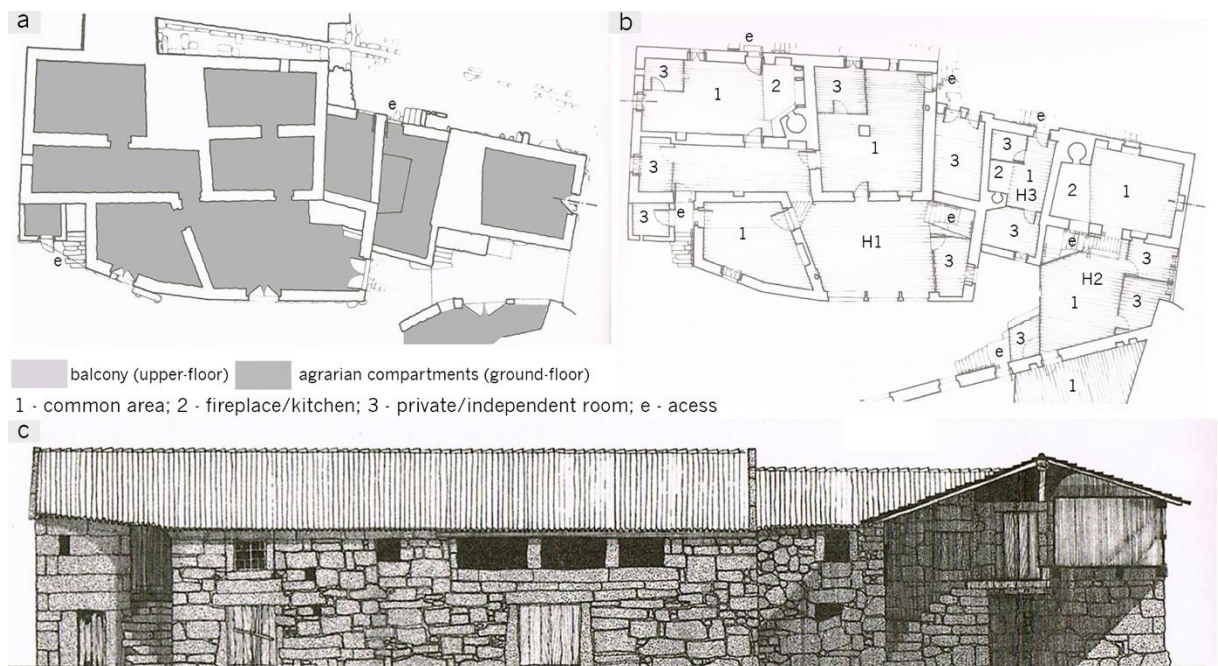 a
e
e
b
e
3
1
2
3
e
e
1
3
3
3
2
1
H3
2
1
3
e
e
3
1
H1
3
e
3
H2
1
3
3
e
1
balcony (upper-floor)
agrarian compartments (ground-floor)
1 - common area; 2 - fireplace/kitchen; 3 - private/independent room; e - acess
c